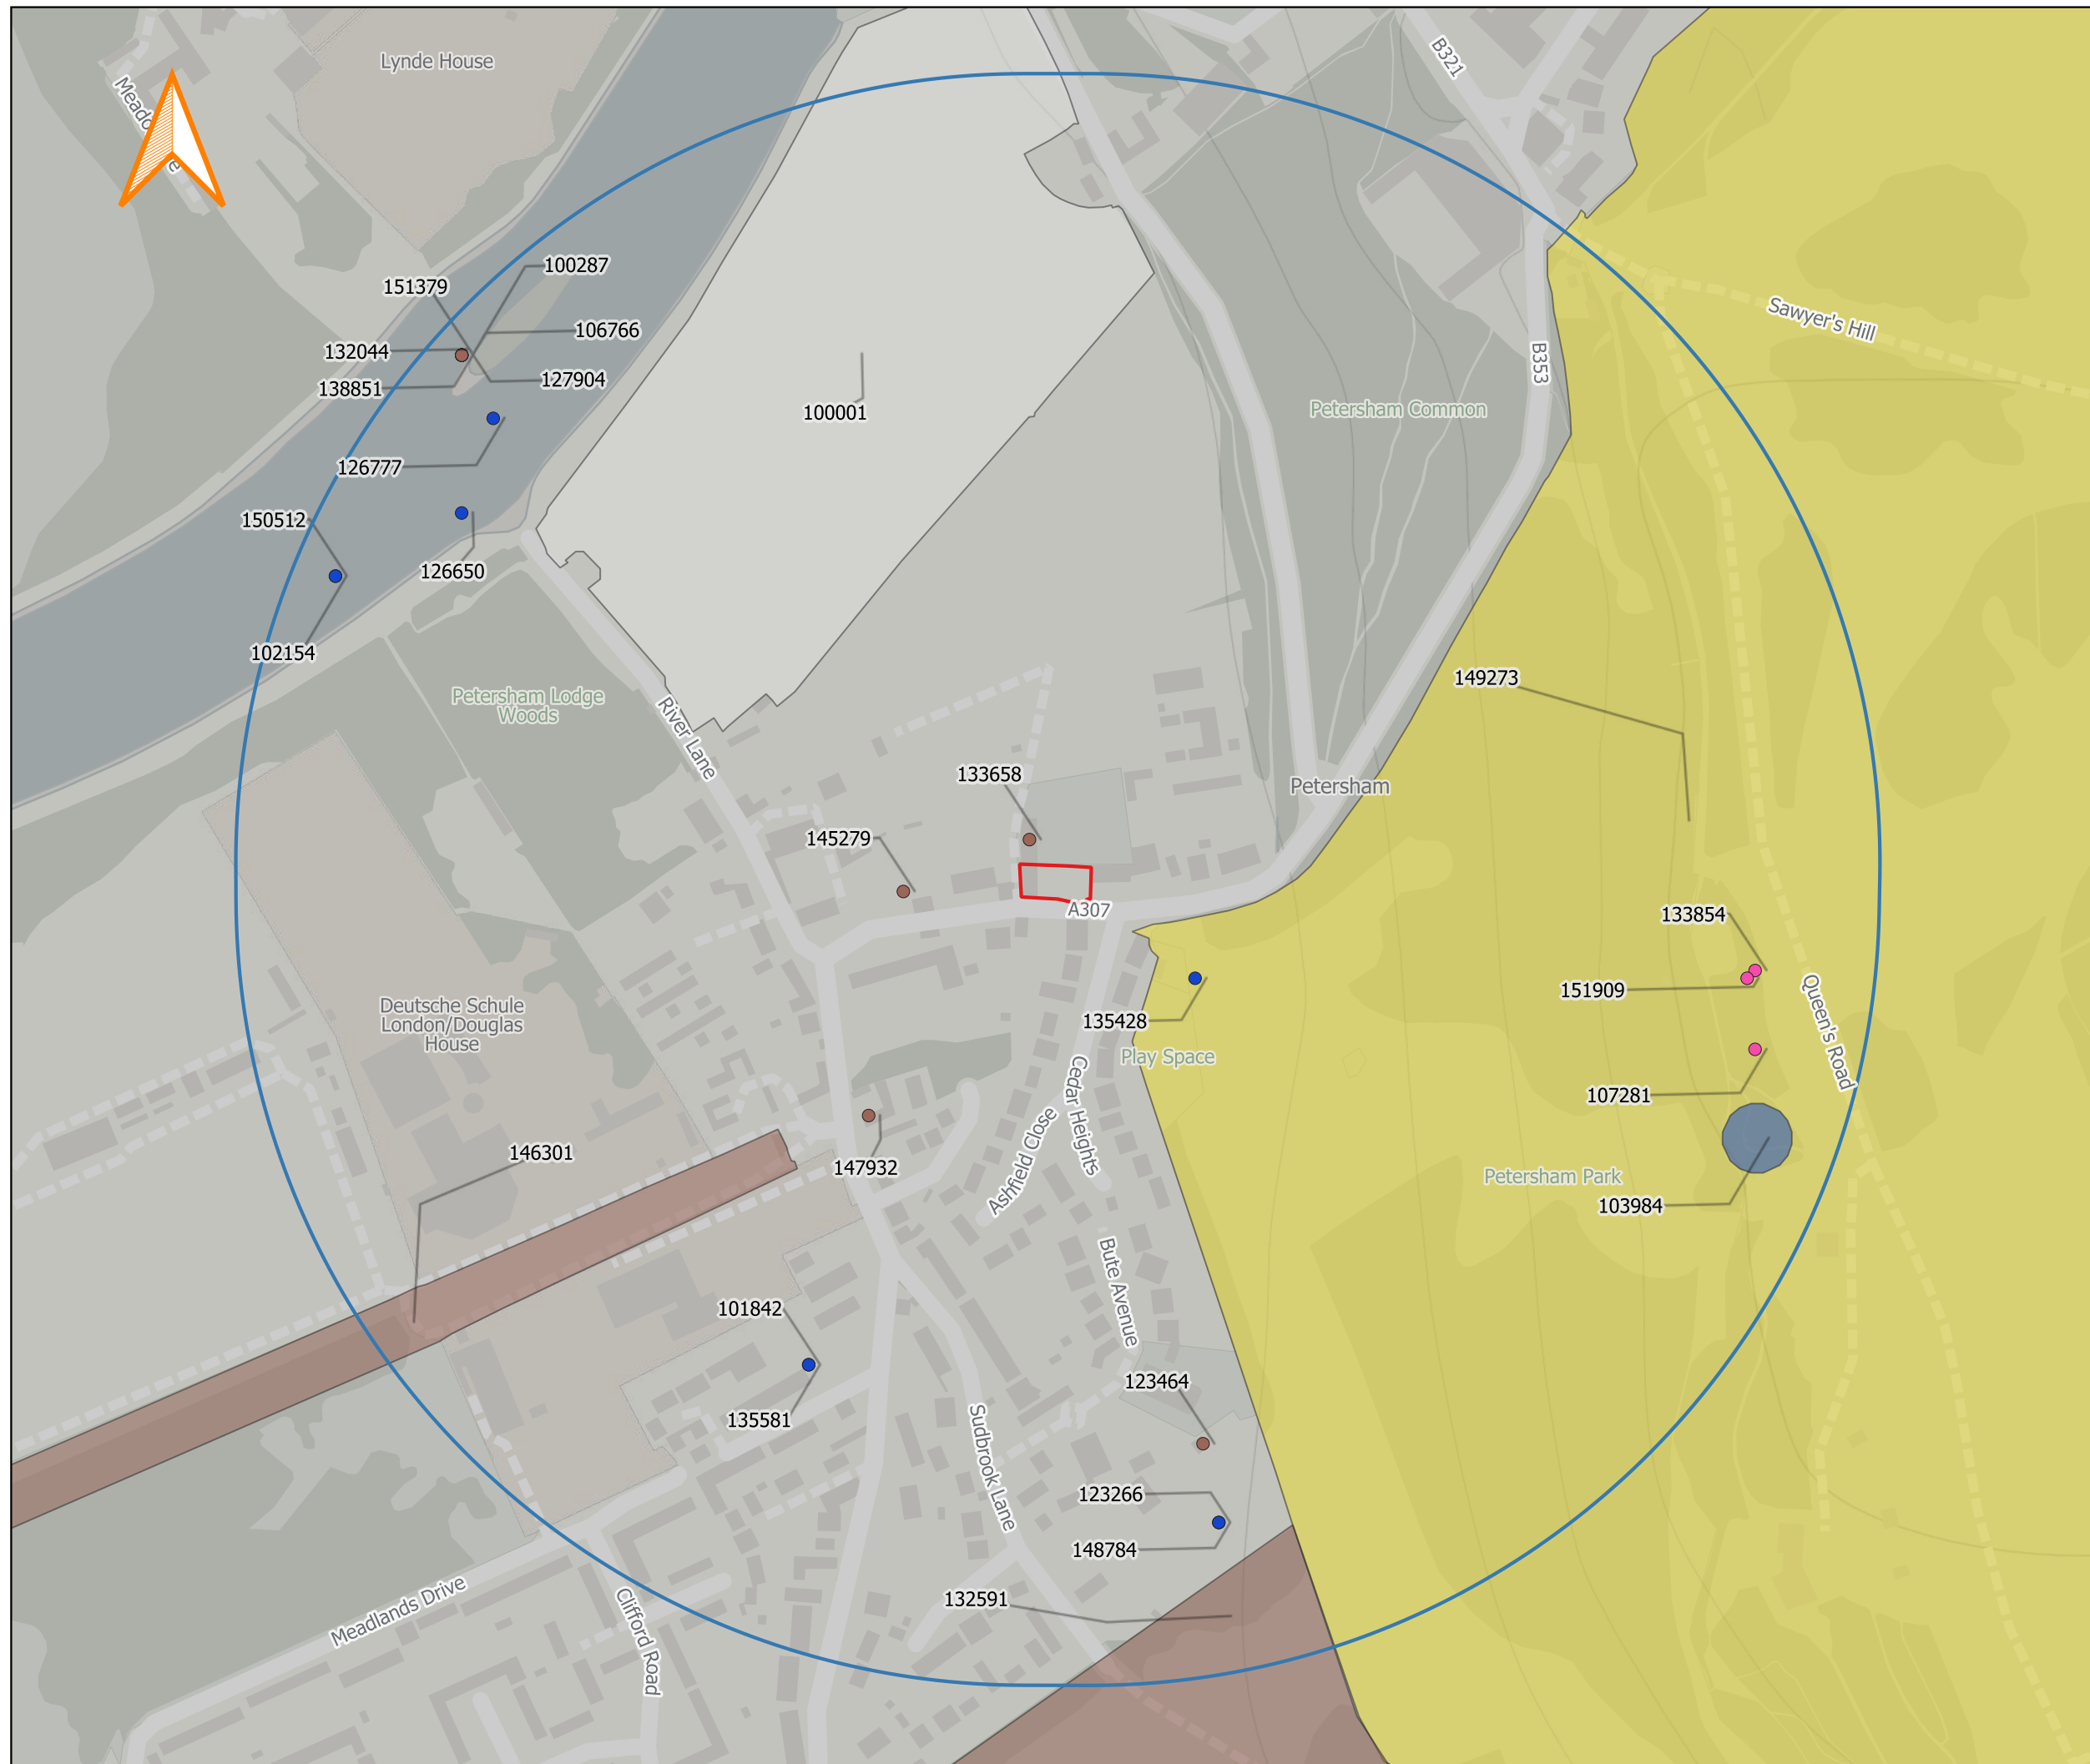 Lynde House
B321
Meado
e
100287
151379
106766
132044
127904
138851
Sawyer's Hill
B353
100001
Petersham Common
126777
150512
126650
102154
149273
Petersham Lodge
Woods
River Lane
133658
Petersham
145279
A307
133854
151909
Queen's Road
Deutsche Schule
London/Douglas
House
135428
Play Space
Cedar Heights
107281
Ashfield Close
146301
147932
Petersham Park
103984
Bute Avenue
101842
123464
135581
Sudbrook Lane
123266
148784
132591
Meadlands Drive
Clifford Road